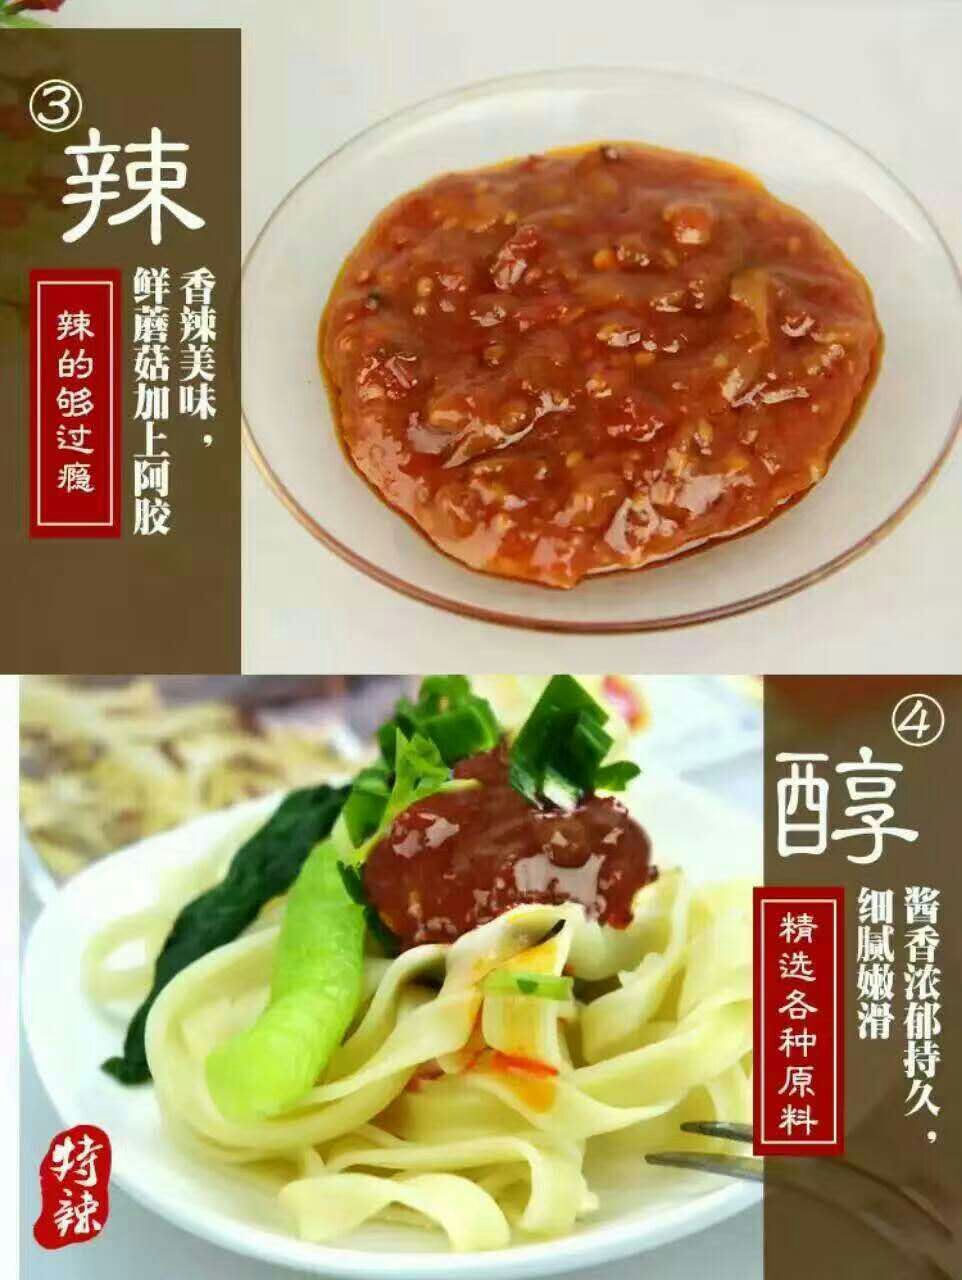 ③
辣
香辣美味，
鲜蘑菇加上阿胶
辣的够过瘾
④
醇
酱香浓郁持久，
细腻嫩滑
精选各种原料
特辣